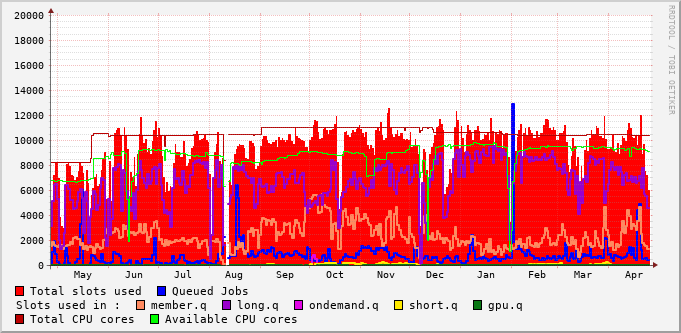 20000
18000
16000
14000
12000
10000
8000
6000
4000
2000
0
May Jun Jul Aug Sep Oct Nov Dec Jan Feb Mar Apr
RRDTOOL / TOBI OETIKER
Total slots used Queued Jobs
Slots used in : member.q long.q ondemand.q short.q gpu.q
Total CPU cores Available CPU cores